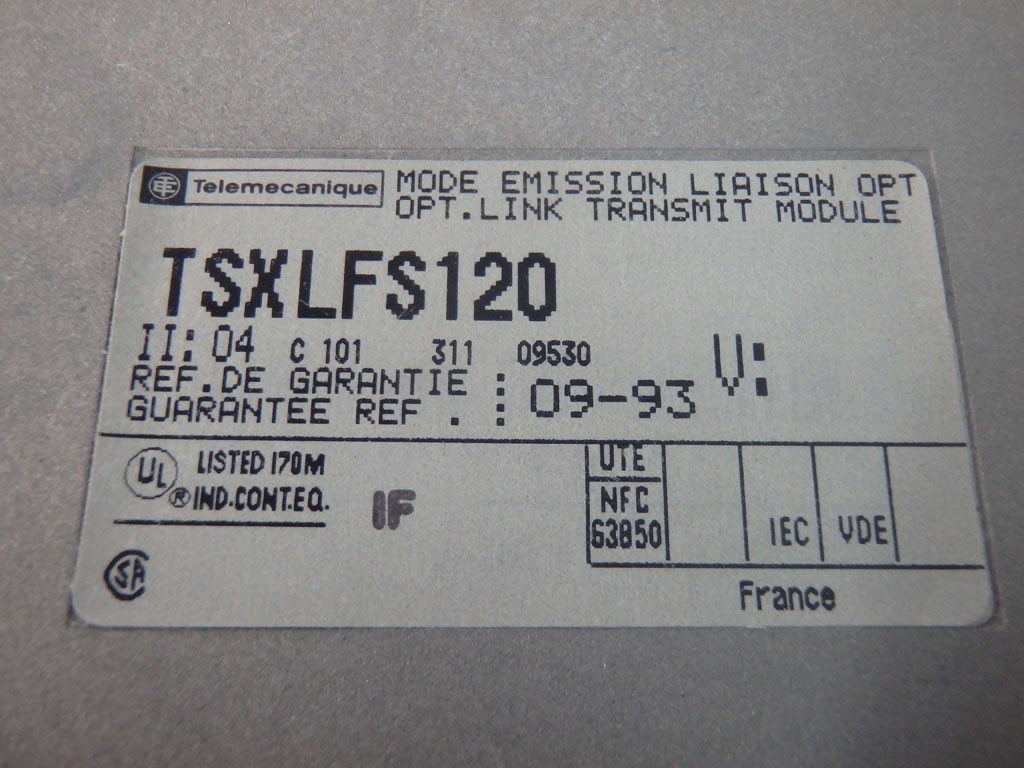 Telemecanique
MODE EMISSION LIAISON OPT
OPT.LINK TRANSMIT MODULE
TSXLFS120
II: 04 C 101 311 09530
V:
REF.DE GARANTIE :
GUARANTEE REF . : 09-93
UL LISTED 170M
® IND.CONT.EQ.
IF
UTE
NFC
63850
IEC VDE
SA
France